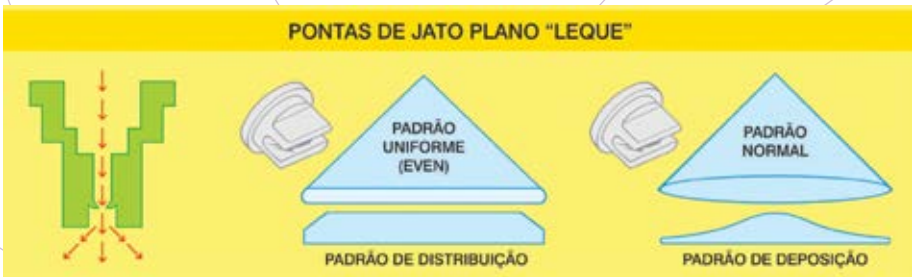 PONTAS DE JATO PLANO “LEQUE”
PADRÃO
UNIFORME
(EVEN)
PADRÃO DE DISTRIBUIÇÃO
PADRÃO
NORMAL
PADRÃO DE DEPOSIÇÃO